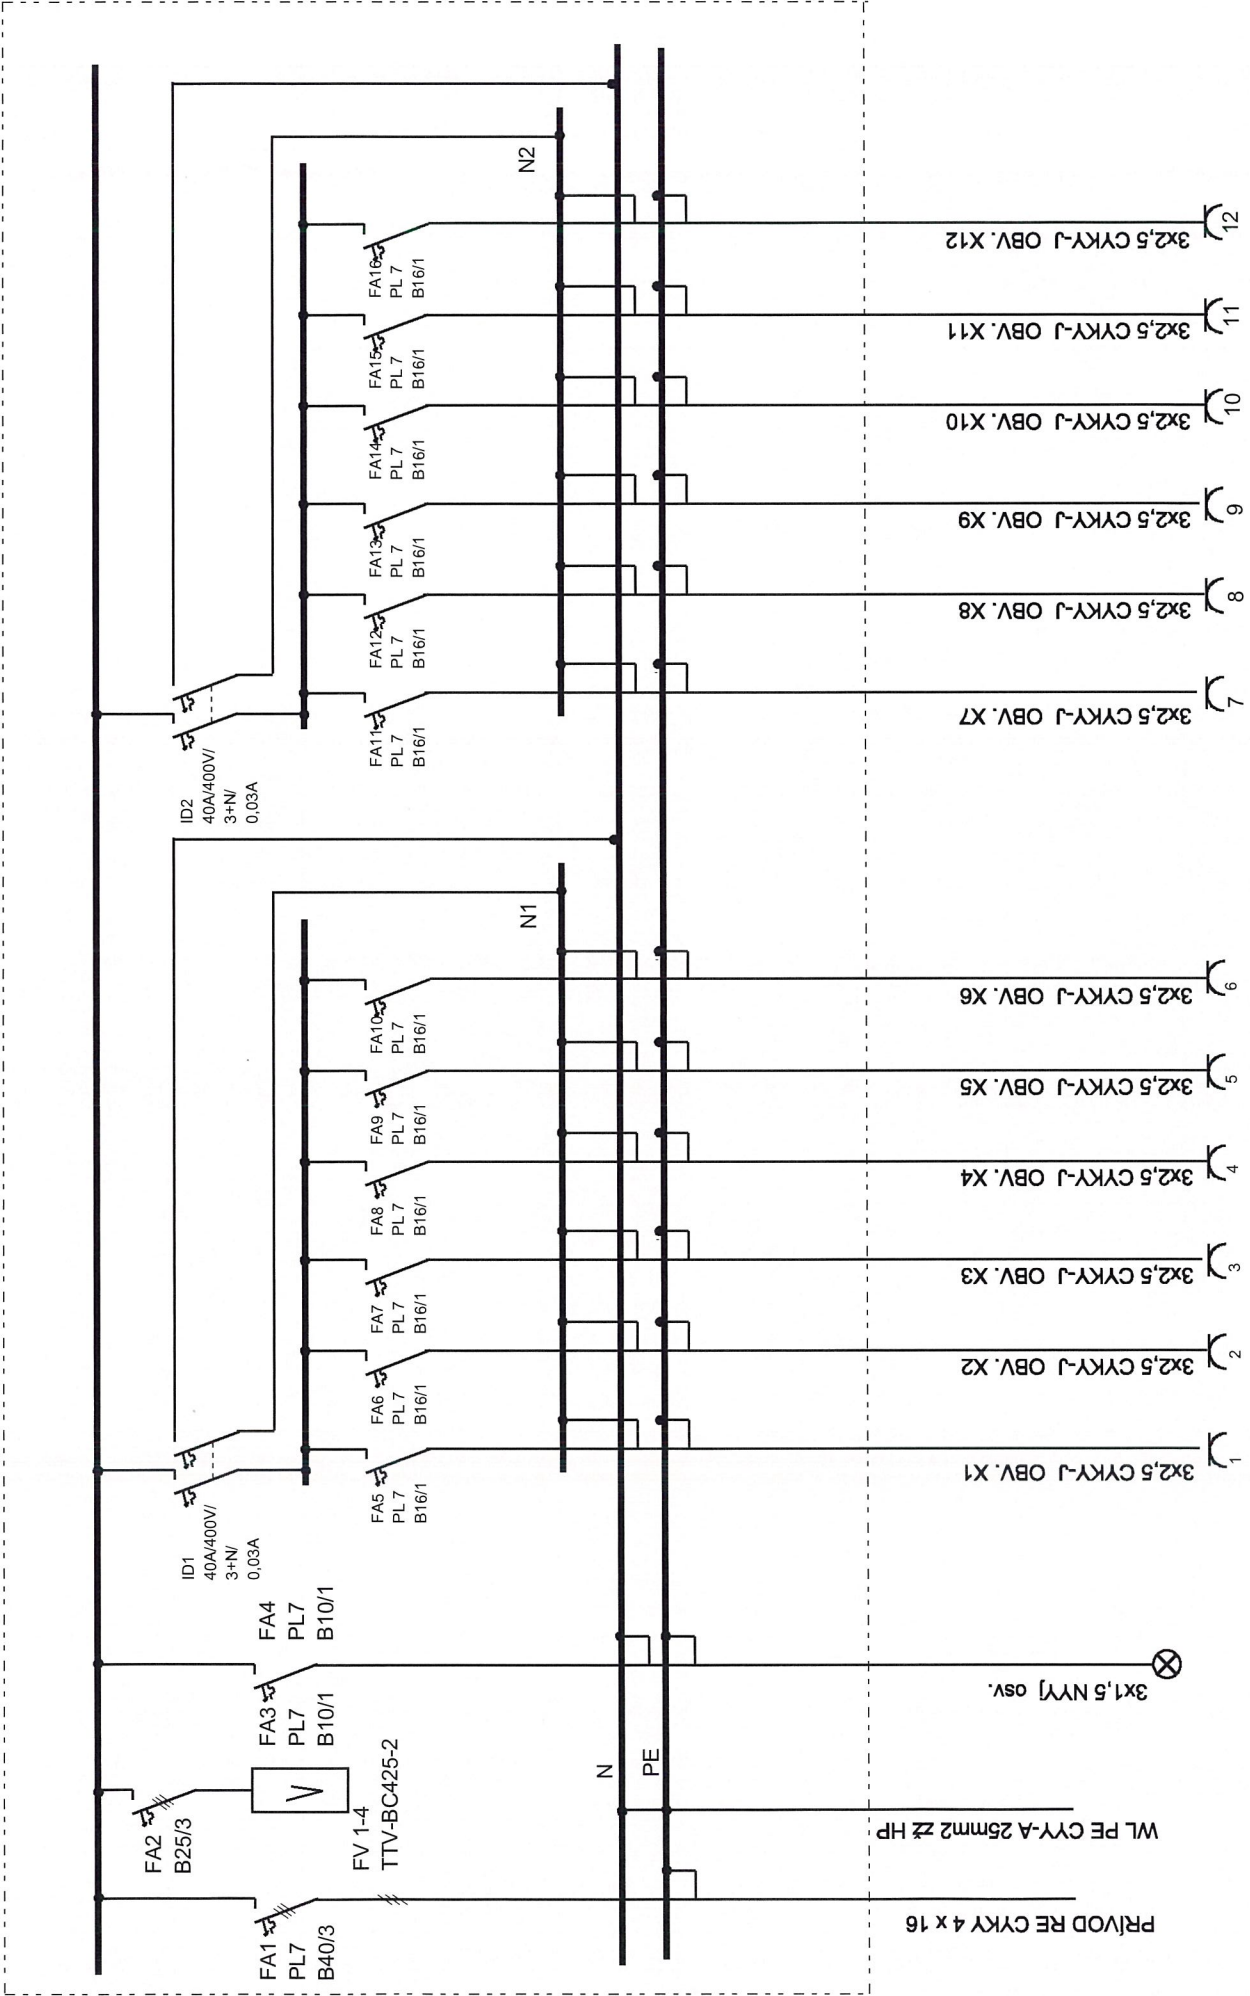 FA1
PL7
B40/3
FA2
B25/3
FV 1-4
TTV-BC425-2
V
FA3
PL7
B10/1
FA4
PL7
B10/1
ID1
40A/400V/
3+N/
0,03A
FA5
PL 7
B16/1
FA6
PL 7
B16/1
FA7
PL 7
B16/1
FA8
PL 7
B16/1
FA9
PL 7
B16/1
FA10
PL 7
B16/1
N1
ID2
40A/400V/
3+N/
0,03A
FA11
PL 7
B16/1
FA12
PL 7
B16/1
FA13
PL 7
B16/1
FA14
PL 7
B16/1
FA15
PL 7
B16/1
FA16
PL 7
B16/1
N2
N
PE
PRÍVOD RE CYKY 4 x 16
WL PE CYY-A 25mm2 zž HP
3x1,5 NYYj osv.
3x2,5 CYKY-J OBV. X1
3x2,5 CYKY-J OBV. X2
3x2,5 CYKY-J OBV. X3
3x2,5 CYKY-J OBV. X4
3x2,5 CYKY-J OBV. X5
3x2,5 CYKY-J OBV. X6
3x2,5 CYKY-J OBV. X7
3x2,5 CYKY-J OBV. X8
3x2,5 CYKY-J OBV. X9
3x2,5 CYKY-J OBV. X10
3x2,5 CYKY-J OBV. X11
3x2,5 CYKY-J OBV. X12
1
2
3
4
5
6
7
8
9
10
11
12